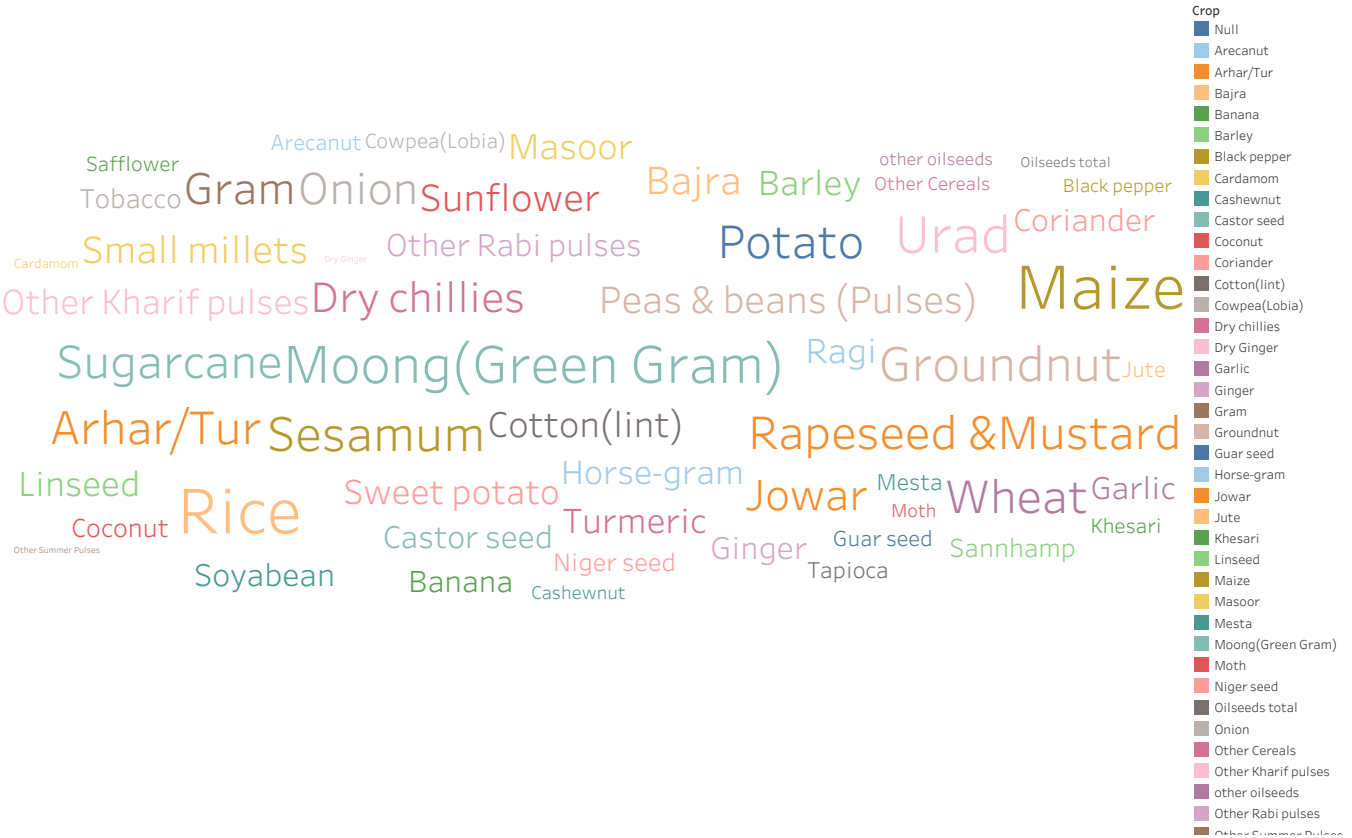 Arecanut Cowpea(Lobia) Masoor
Safflower
other oilseeds
Oilseeds total
Tobacco Gram Onion Sunflower Bajra Barley Other Cereals Black pepper
Small millets Other Rabi pulses Potato Urad Coriander
Cardamom
Dry Ginger
Other Kharif pulses Dry chillies Peas & beans (Pulses) Maize
Sugarcane Moong(Green Gram) Ragi Groundnut Jute
Arhar/Tur Sesamum Cotton(lint) Rapeseed &Mustard
Linseed Rice Sweet potato Horse-gram Jowar Mesta Wheat Garlic
Moth
Coconut Castor seed Turmeric Guar seed Khesari
Other Summer Pulses
Ginger Sannhamp
Soyabean Banana Niger seed Tapioca
Cashewnut
Crop
Null
Arecanut
Arhar/Tur
Bajra
Banana
Barley
Black pepper
Cardamom
Cashewnut
Castor seed
Coconut
Coriander
Cotton(lint)
Cowpea(Lobia)
Dry chillies
Dry Ginger
Garlic
Ginger
Gram
Groundnut
Guar seed
Horse-gram
Jowar
Jute
Khesari
Linseed
Maize
Masoor
Mesta
Moong(Green Gram)
Moth
Niger seed
Oilseeds total
Onion
Other Cereals
Other Kharif pulses
other oilseeds
Other Rabi pulses
Other Summer Pulses